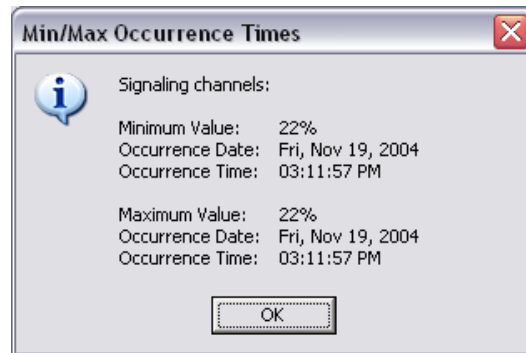 Min/Max Occurrence Times
Signaling channels:
Minimum Value: 22%
Occurrence Date: Fri, Nov 19, 2004
Occurrence Time: 03:11:57 PM
Maximum Value: 22%
Occurrence Date: Fri, Nov 19, 2004
Occurrence Time: 03:11:57 PM
OK